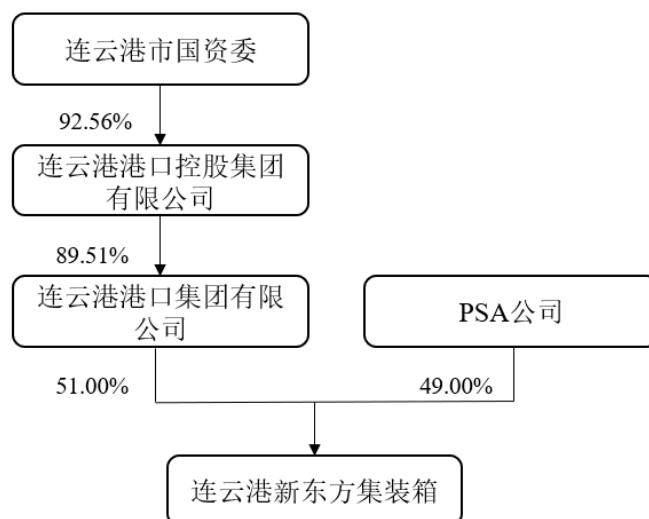 连云港市国资委
92.56%
连云港港口控股集团
有限公司
89.51%
连云港港口集团有限
公司
PSA公司
51.00%
49.00%
连云港新东方集装箱